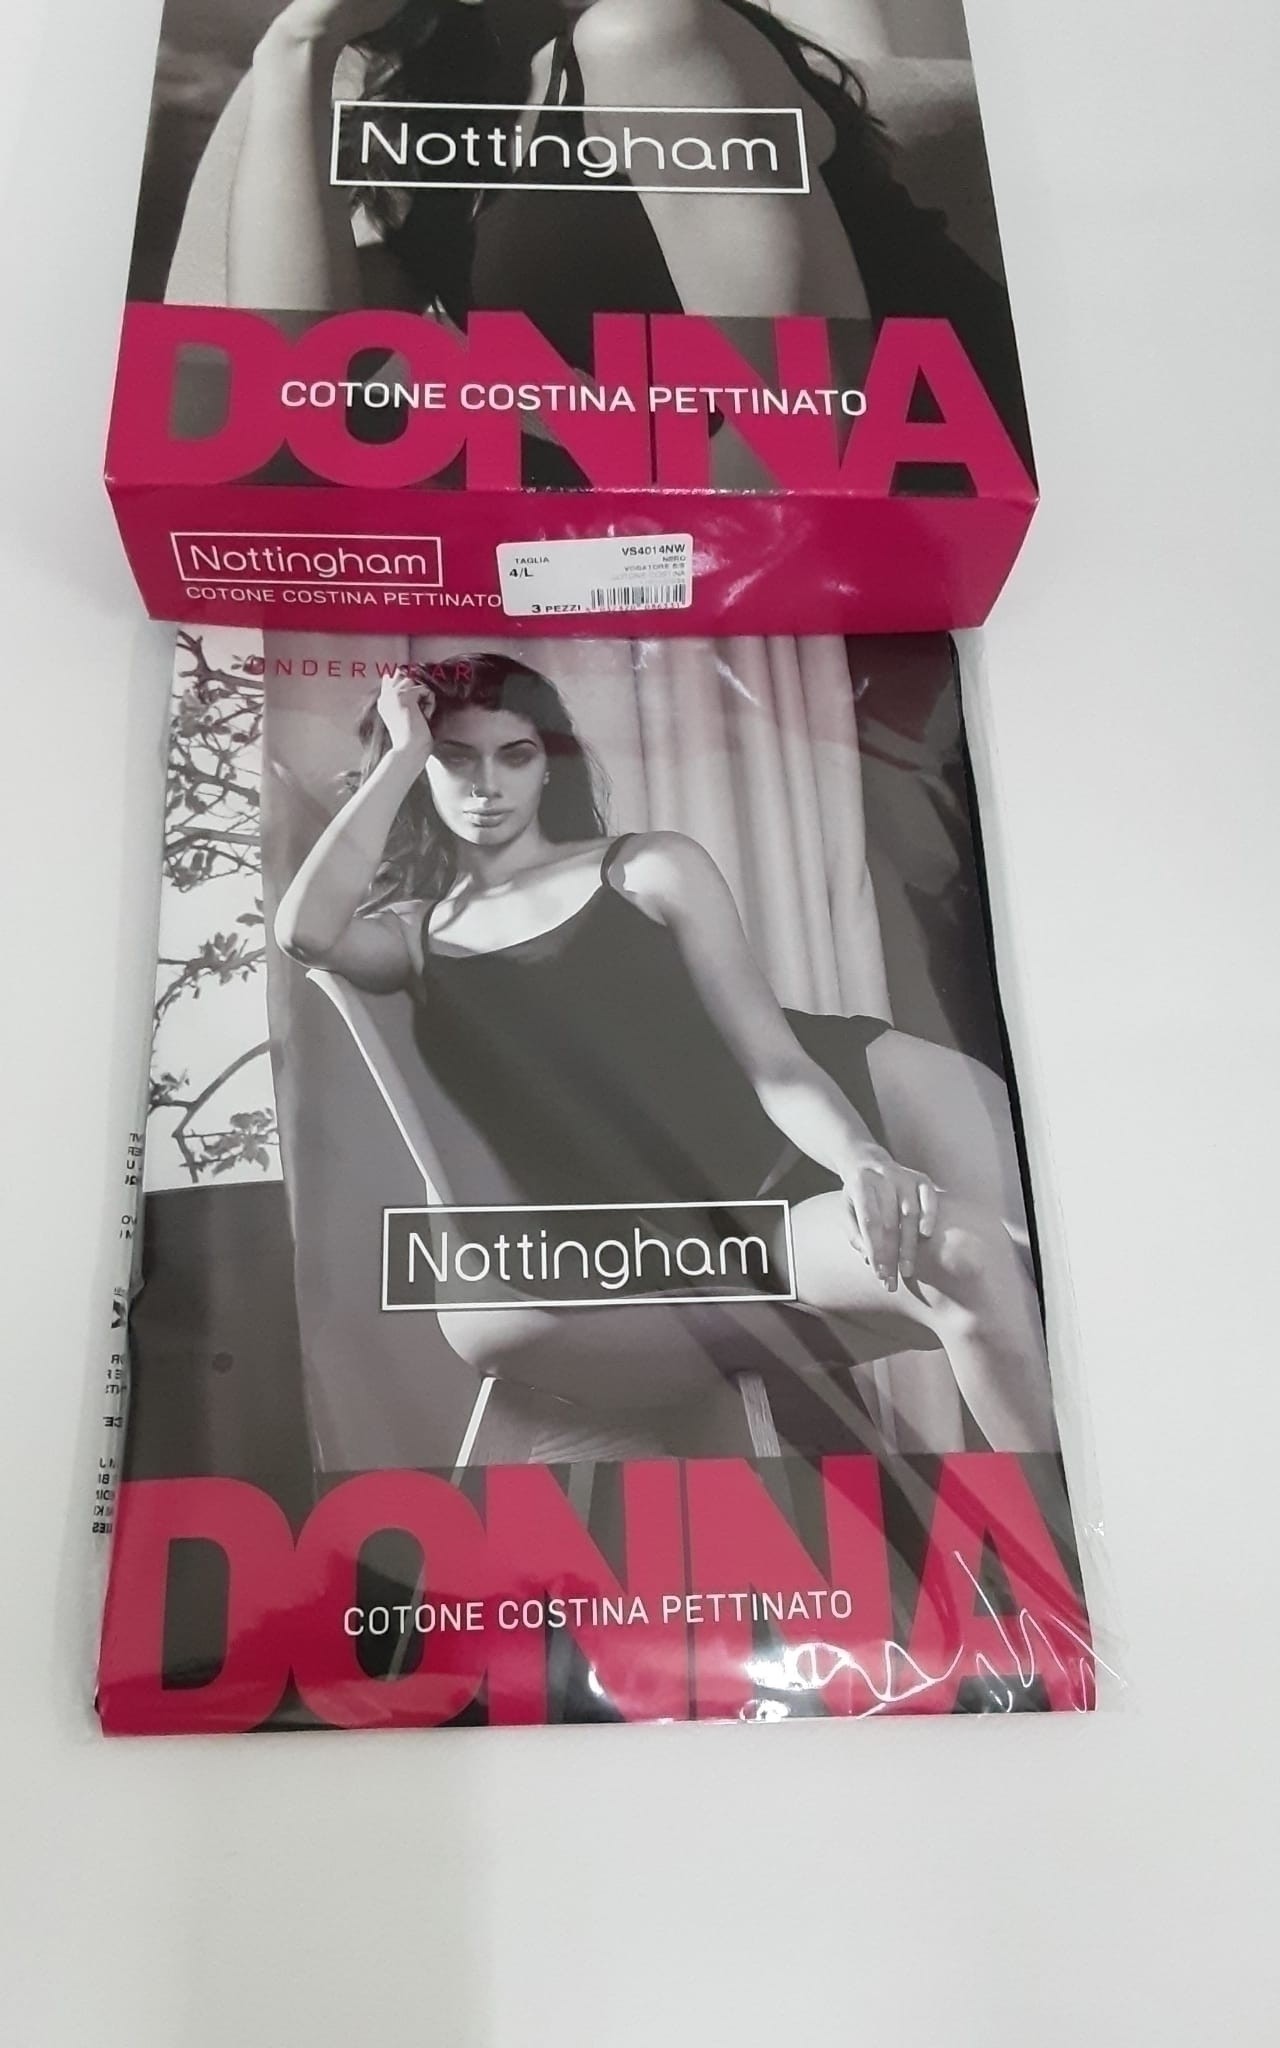 Nottingham
DONNA
COTONE COSTINA PETTINATO
Nottingham
COTONE COSTINA PETTINATO
TAGLIA
4/L
VS4014NW
NERO
3 PEZZI
UNDERWEAR
Nottingham
DONNA
COTONE COSTINA PETTINATO